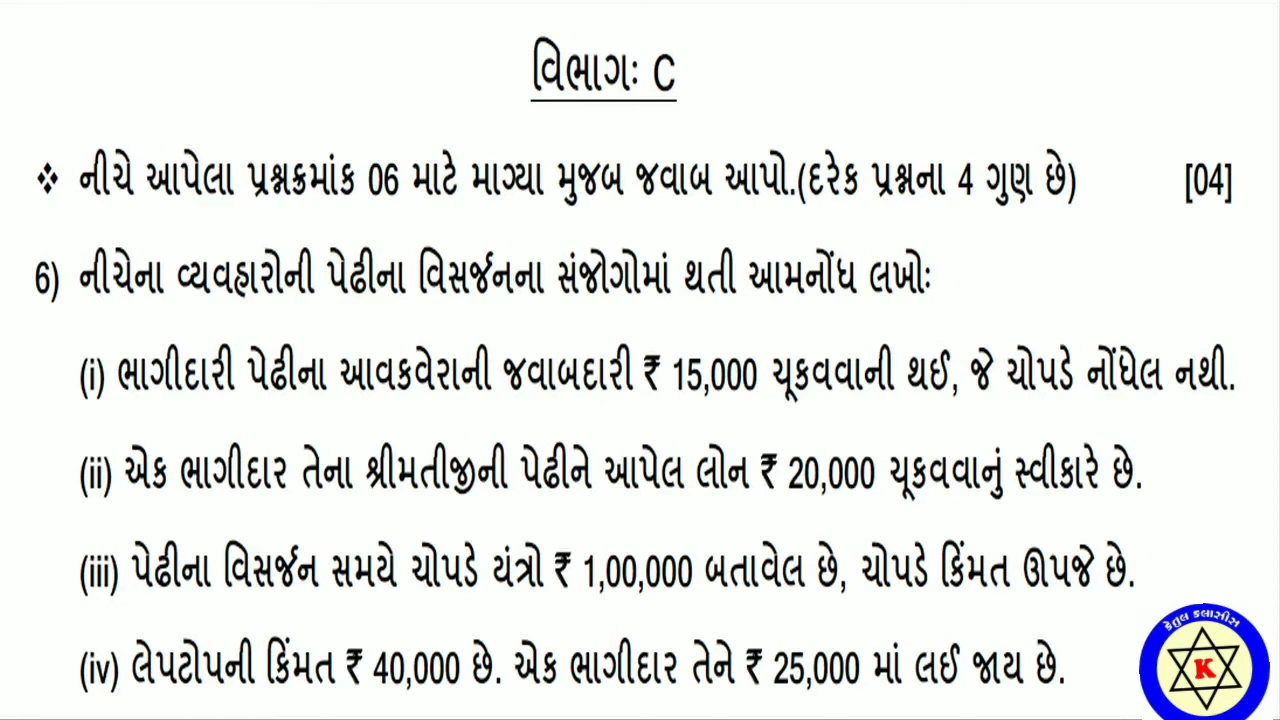 વિભાગઃ C
❖ નીચે આપેલા પ્રશ્નક્રમાંક 06 માટે માગ્યા મુજબ જવાબ આપો.(દરેક પ્રશ્નના 4 ગુણ છે) [04]
6) નીચેના વ્યવહારોની પેઢીના વિસર્જનના સંજોગોમાં થતી આમનોંધ લખોઃ
(i) ભાગીદારી પેઢીના આવકવેરાની જવાબદારી ₹ 15,000 ચૂકવવાની થઈ, જે ચોપડે નોંધેલ નથી.
(ii) એક ભાગીદાર તેના શ્રીમતીજીની પેઢીને આપેલ લોન ₹ 20,000 ચૂકવવાનું સ્વીકારે છે.
(iii) પેઢીના વિસર્જન સમયે ચોપડે યંત્રો ₹ 1,00,000 બતાવેલ છે, ચોપડે કિંમત ઊપજે છે.
(iv) લેપટોપની કિંમત ₹ 40,000 છે. એક ભાગીદાર તેને ₹ 25,000 માં લઈ જાય છે.
કેતુલ કલાસીસ
K